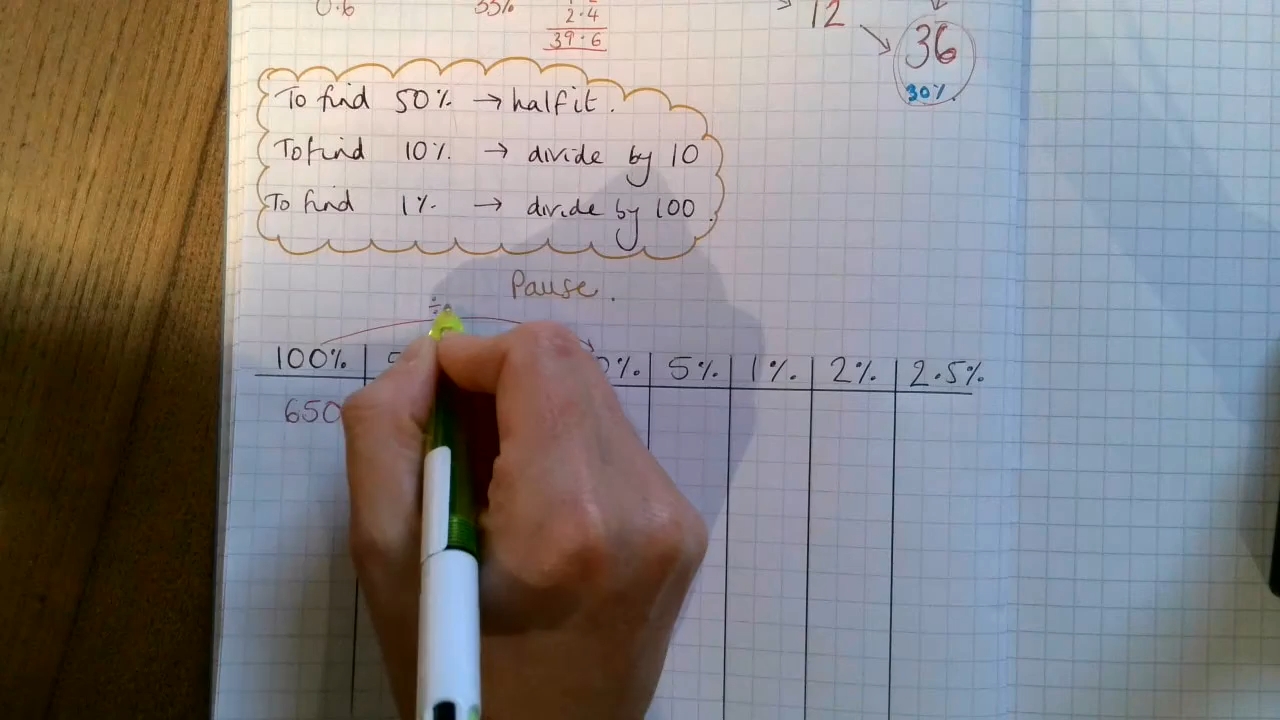 0.6 33%
2.4
39.6
12
36
30%.
To find 50% → half it.
To find 10% → divide by 10
To find 1% → divide by 100.
Pause.
÷
100% 5% 1% 2% 2.5%
650